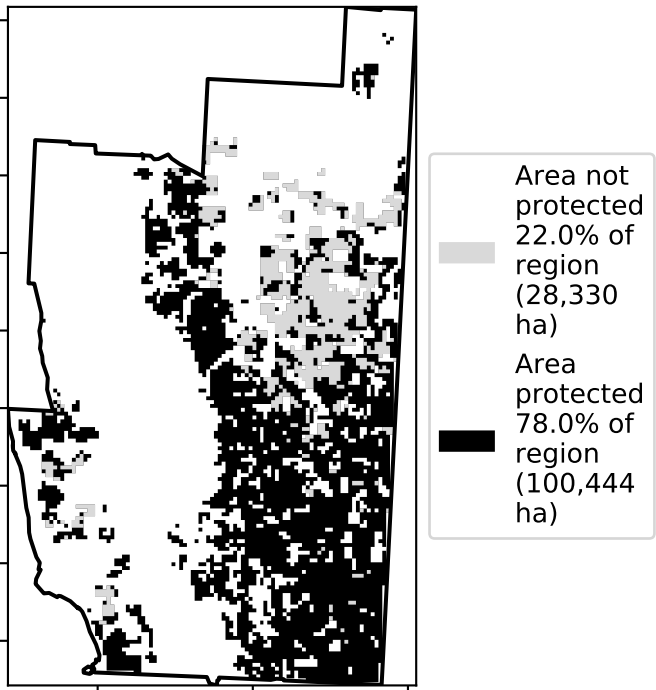 Area not
protected
22.0% of
region
(28,330
ha)
Area
protected
78.0% of
region
(100,444
ha)